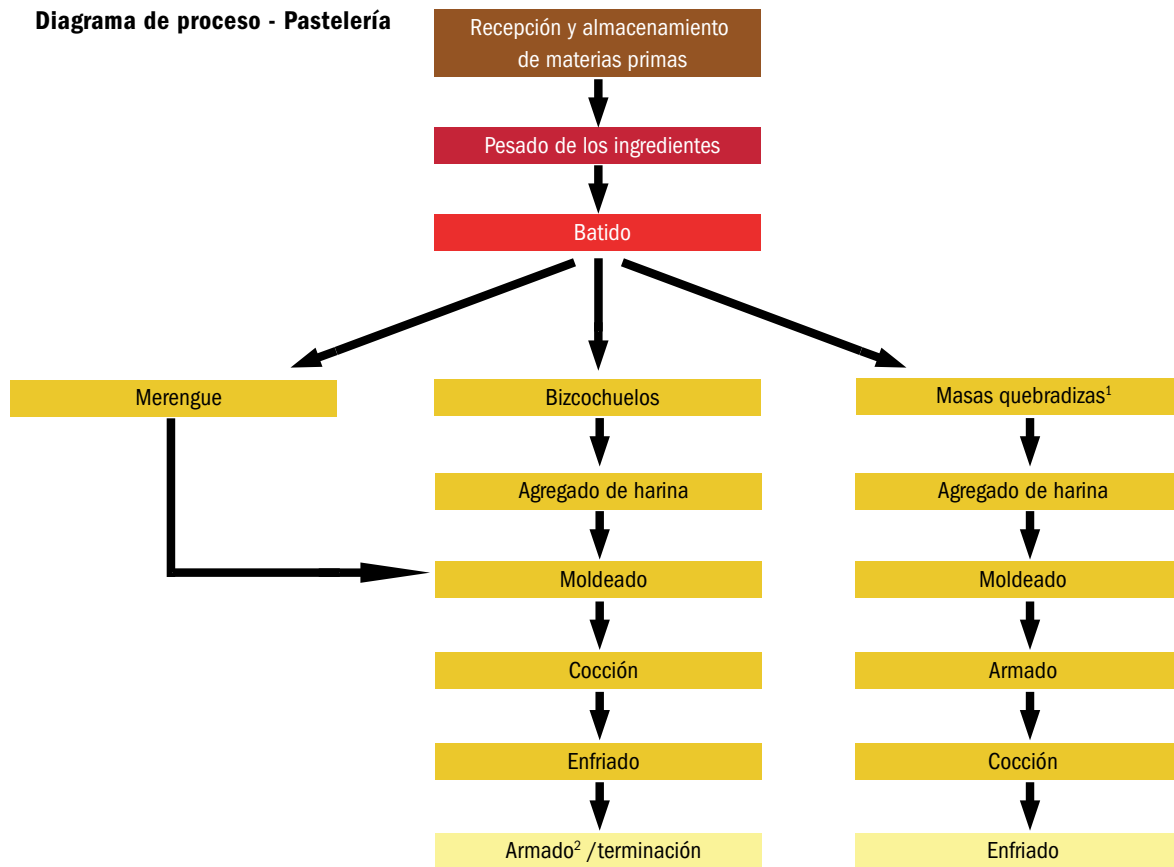 Diagrama de proceso - Pastelería
Recepción y almacenamiento
de materias primas
Pesado de los ingredientes
Batido
Merengue
Bizcochuelos
Masas quebradizas¹
Agregado de harina
Agregado de harina
Moldeado
Moldeado
Cocción
Armado
Enfriado
Cocción
Armado² /terminación
Enfriado